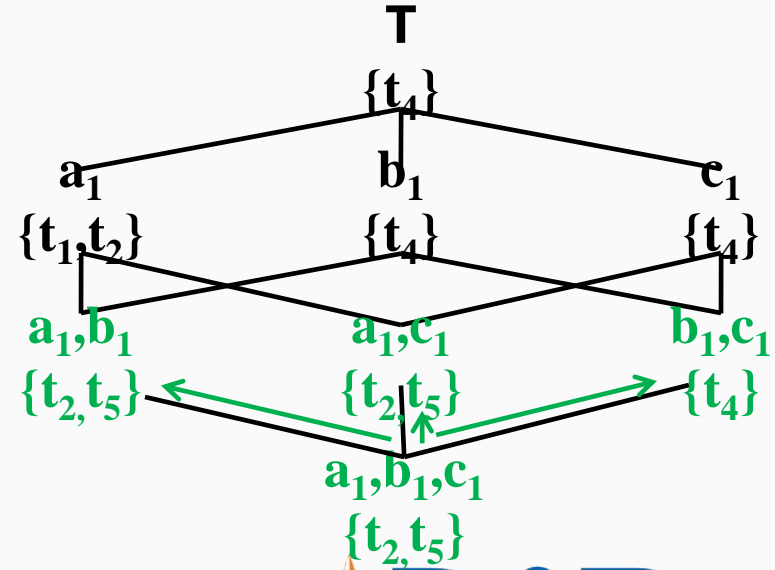 T
{t₄}
a₁ b₁ c₁
{t₁,t₂} {t₄} {t₄}
a₁,b₁ a₁,c₁ b₁,c₁
{t₂,t₅} {t₂,t₅} {t₄}
a₁,b₁,c₁
{t₂,t₅}